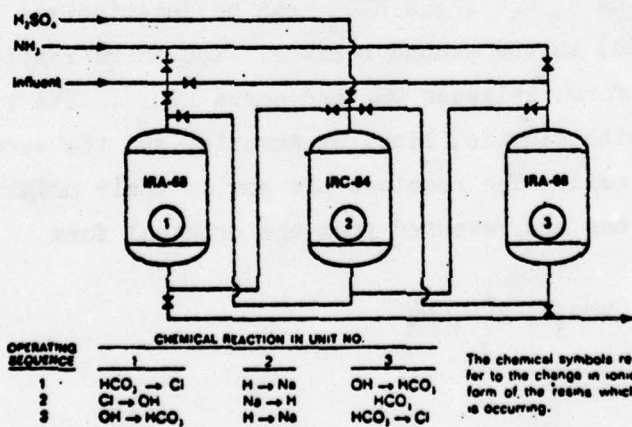 H₂SO₄
NH₃
Influent
IRA-68 IRC-84 IRA-68
1 2 3
CHEMICAL REACTION IN UNIT NO.
OPERATING SEQUENCE 1 2 3
1 HCO₃ → Cl H → Na OH → HCO₃
2 Cl → OH Na → H HCO₃
3 OH → HCO₃ H → Na HCO₃ → Cl
The chemical symbols re-
fer to the change in ionic
form of the resins which
is occurring.